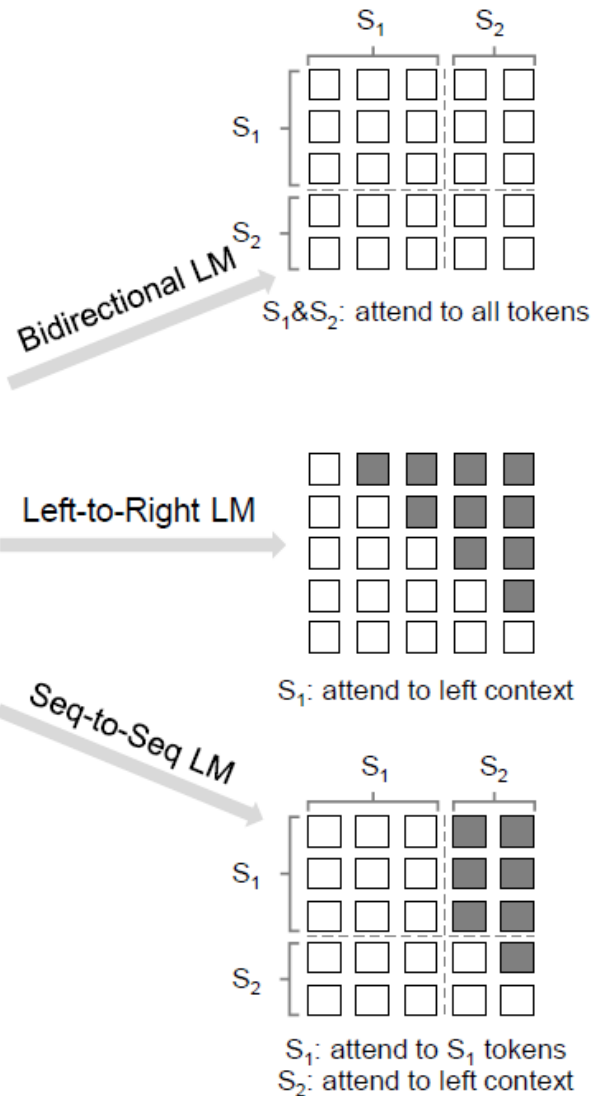 S₁ S₂
S₁
S₂
Bidirectional LM
S₁&S₂: attend to all tokens
Left-to-Right LM
S₁: attend to left context
Seq-to-Seq LM
S₁ S₂
S₁
S₂
S₁: attend to S₁ tokens
S₂: attend to left context